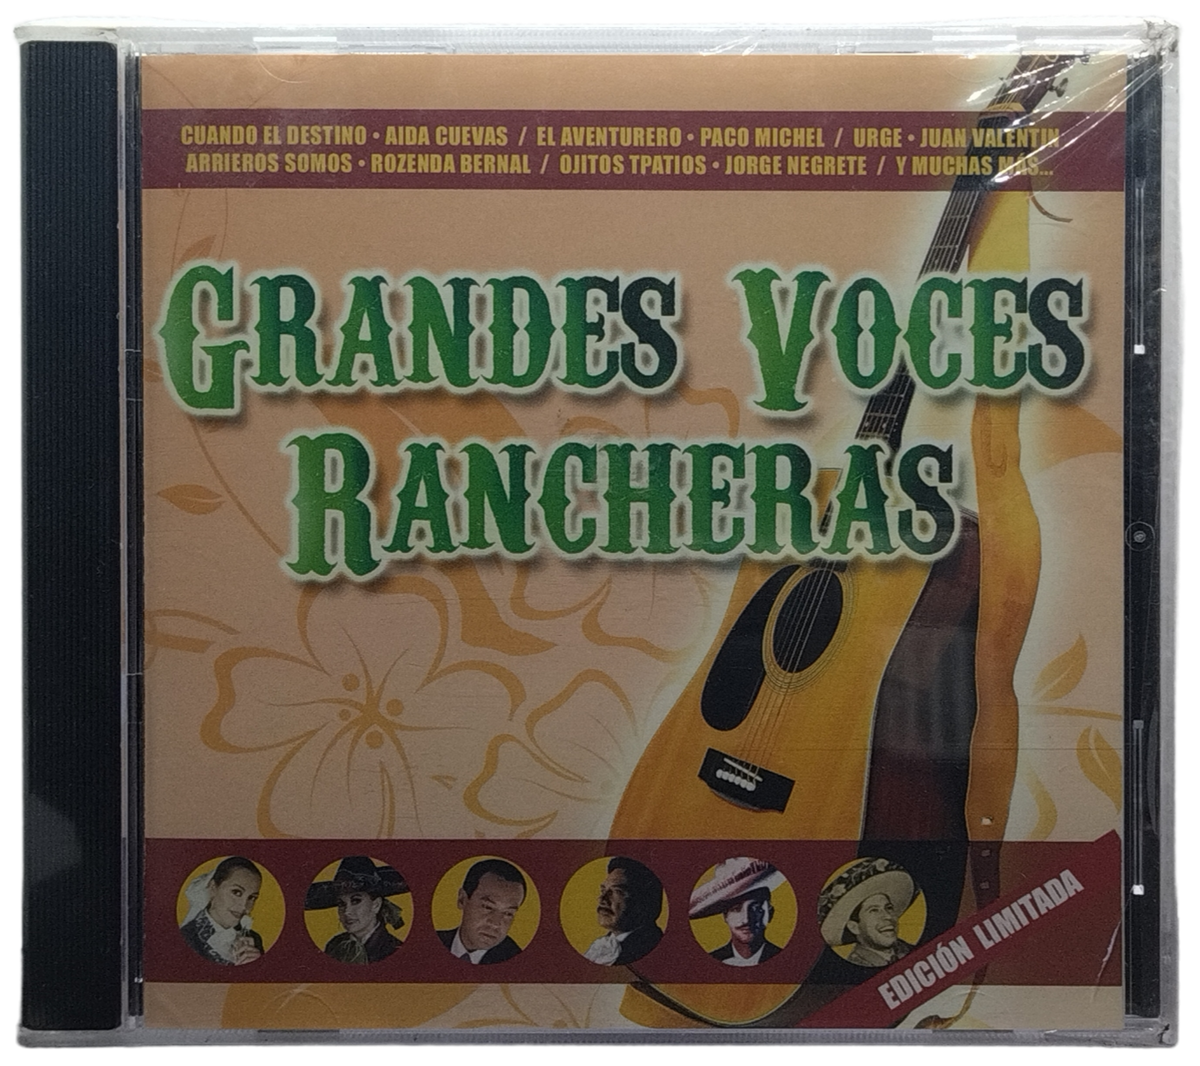 CUANDO EL DESTINO • AIDA CUEVAS / EL AVENTURERO • PACO MICHEL / URGE • JUAN VALENTIN
ARRIEROS SOMOS • ROZENDA BERNAL / OJITOS TPATIOS • JORGE NEGRETE / Y MUCHAS MÁS...
GRANDES VOCES
RANCHERAS
EDICIÓN LIMITADA